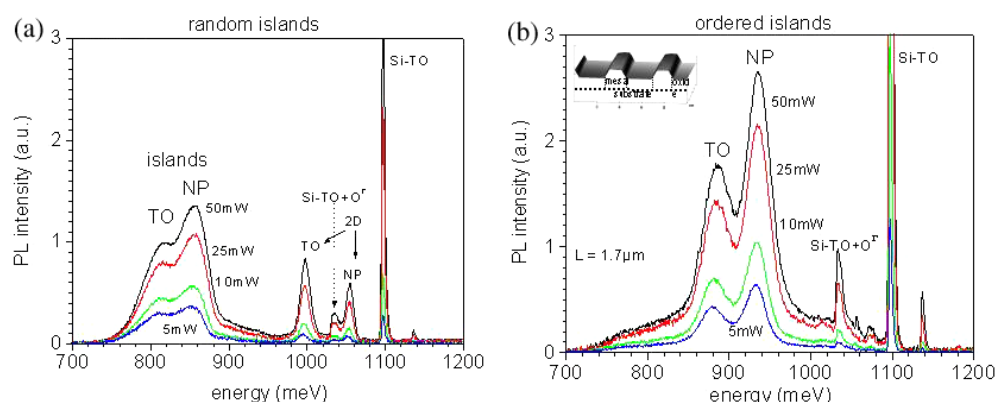 (a)
random islands
3
2
1
0
PL intensity (a.u.)
700
800
900
1000
1100
1200
energy (meV)
islands
TO
NP
50mW
25mW
10mW
5mW
Si-TO+O^Γ
2D
TO
NP
Si-TO
(b)
ordered islands
3
2
1
0
PL intensity (a.u.)
700
800
900
1000
1100
1200
energy (meV)
mesa
oxid
substrate
e
TO
NP
50mW
25mW
10mW
5mW
Si-TO+O^Γ
Si-TO
L = 1.7µm